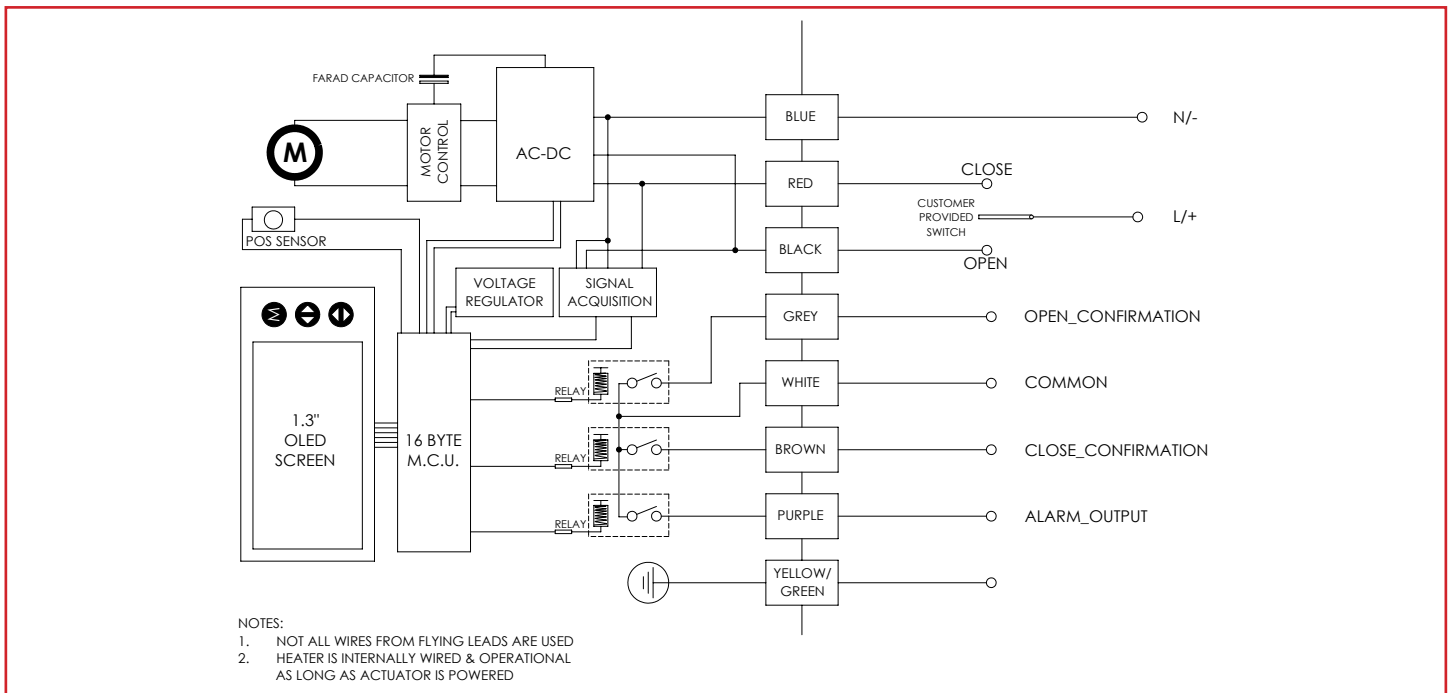 FARAD CAPACITOR
M
MOTOR
CONTROL
AC-DC
BLUE
N/-
RED
CLOSE
CUSTOMER
PROVIDED
SWITCH
L/+
BLACK
OPEN
POS SENSOR
VOLTAGE
REGULATOR
SIGNAL
ACQUISITION
M
GREY
OPEN_CONFIRMATION
RELAY
WHITE
COMMON
1.3"
OLED
SCREEN
16 BYTE
M.C.U.
RELAY
BROWN
CLOSE_CONFIRMATION
RELAY
PURPLE
ALARM_OUTPUT
YELLOW/
GREEN
NOTES:
1. NOT ALL WIRES FROM FLYING LEADS ARE USED
2. HEATER IS INTERNALLY WIRED & OPERATIONAL
AS LONG AS ACTUATOR IS POWERED